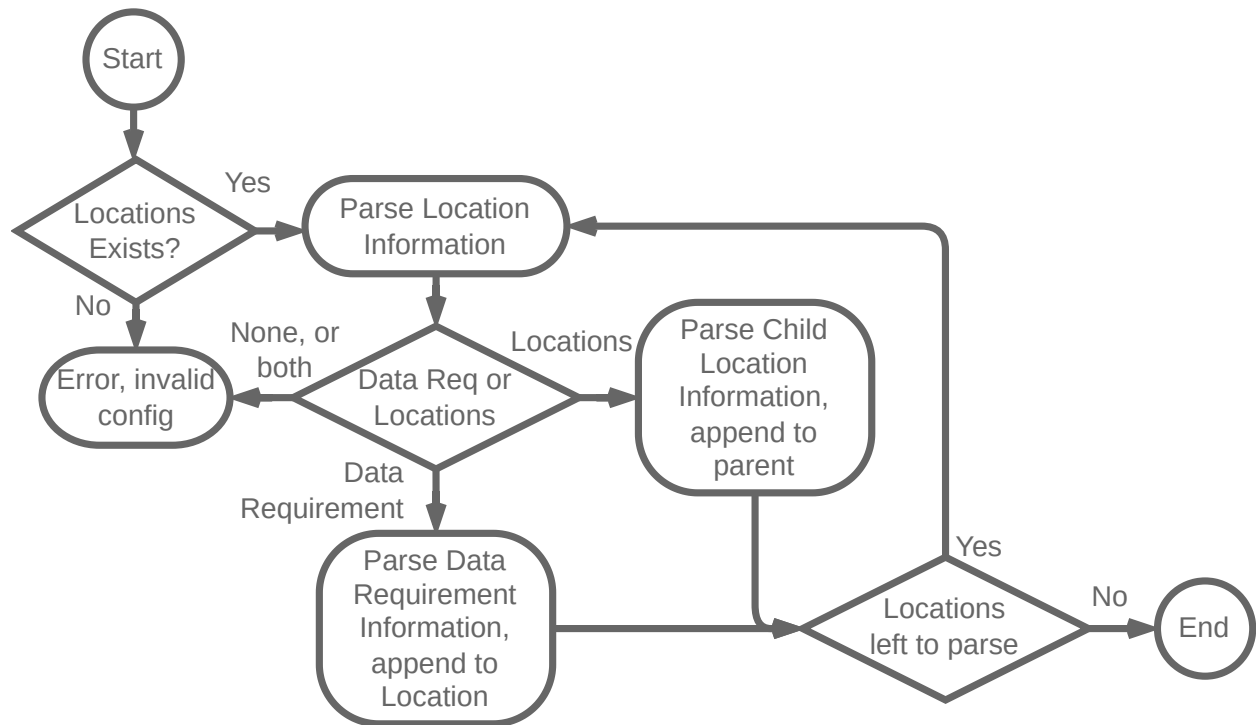 Start
Yes
Locations
Exists?
No
Parse Location
Information
None, or
both
Locations
Error, invalid
config
Data Req or
Locations
Parse Child
Location
Information,
append to
parent
Data
Requirement
Parse Data
Requirement
Information,
append to
Location
Yes
Locations
left to parse
No
End